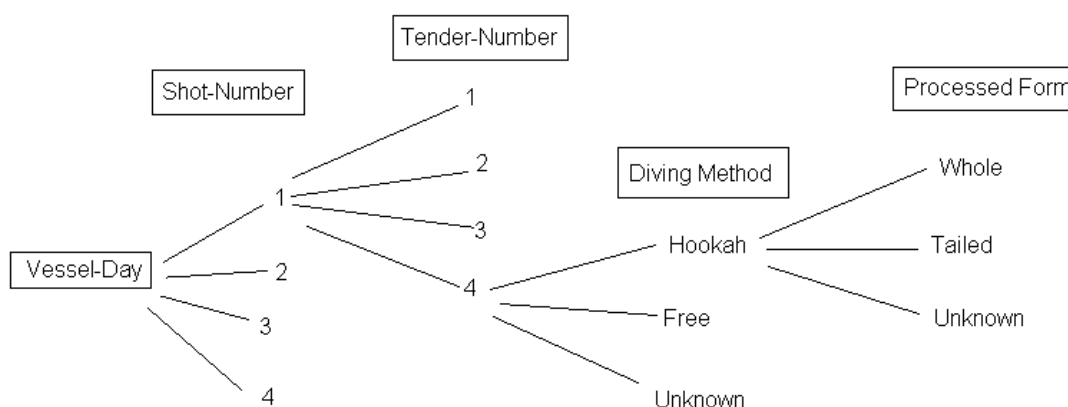 Tender-Number
Shot-Number
Processed Form
1
2
Diving Method
Whole
1
3
Hookah
Tailed
Vessel-Day
2
4
3
Free
Unknown
4
Unknown